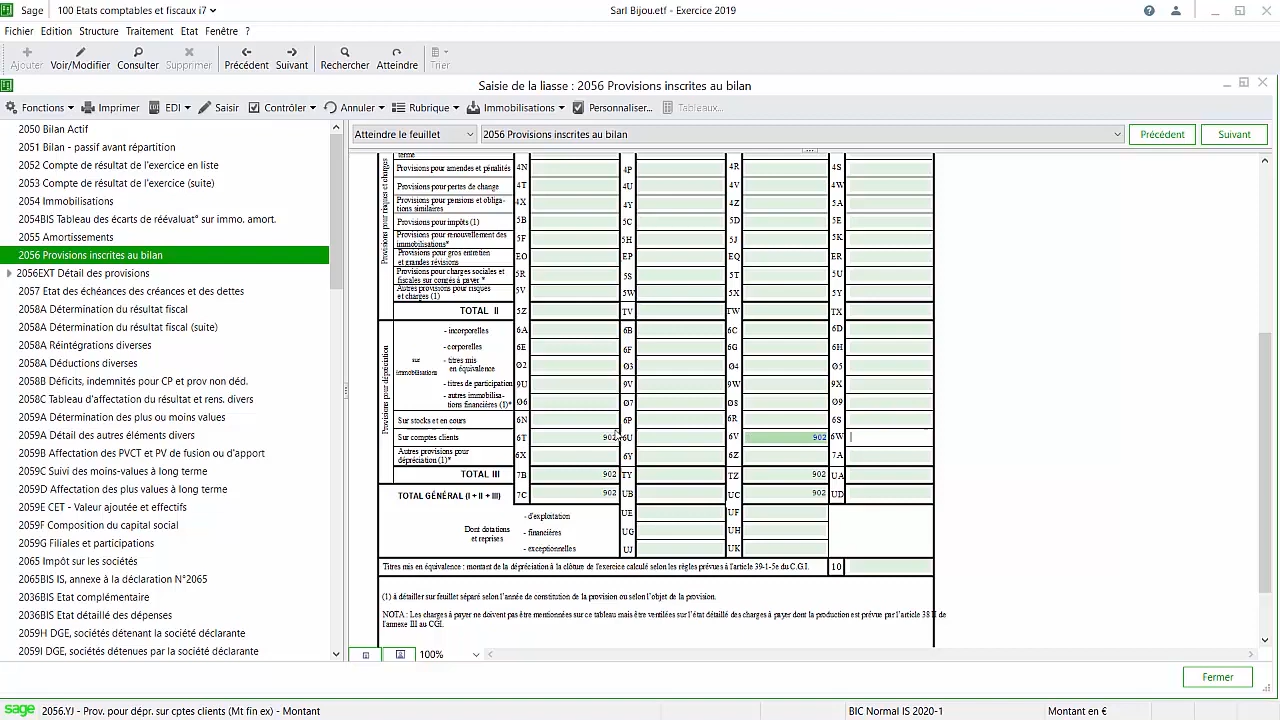 Sage 100 Etats comptables et fiscaux i7 Sarl Bijou.etf - Exercice 2019
Fichier Edition Structure Traitement Etat Fenêtre ?
Ajouter Voir/Modifier Consulter Supprimer Précédent Suivant Rechercher Atteindre Trier
Saisie de la liasse : 2056 Provisions inscrites au bilan
Fonctions Imprimer EDI Saisir Contrôler Annuler Rubrique Immobilisations Personnaliser... Tableaux...
2050 Bilan Actif
2051 Bilan - passif avant répartition
2052 Compte de résultat de l'exercice en liste
2053 Compte de résultat de l'exercice (suite)
2054 Immobilisations
2054BIS Tableau des écarts de réévaluat° sur immo. amort.
2055 Amortissements
2056 Provisions inscrites au bilan
2056EXT Détail des provisions
2057 Etat des échéances des créances et des dettes
2058A Détermination du résultat fiscal
2058A Détermination du résultat fiscal (suite)
2058A Réintégrations diverses
2058A Déductions diverses
2058B Déficits, indemnités pour CP et prov non déd.
2058C Tableau d'affectation du résultat et rens. divers
2059A Détermination des plus ou moins values
2059A Détail des autres éléments divers
2059B Affectation des PVCT et PV de fusion ou d'apport
2059C Suivi des moins-values à long terme
2059D Affectation des plus values à long terme
2059E CET - Valeur ajoutée et effectifs
2059F Composition du capital social
2059G Filiales et participations
2065 Impôt sur les sociétés
2065BIS IS, annexe à la déclaration N°2065
2036BIS Etat complémentaire
2036BIS Etat détaillé des dépenses
2059H DGE, sociétés détenant la société déclarante
2059I DGE, sociétés détenues par la société déclarante
Atteindre le feuillet 2056 Provisions inscrites au bilan Précédent Suivant
Provisions pour risques et charges
terme
Provisions pour amendes et pénalités 4N 4P 4R 4S
Provisions pour pertes de change 4T 4U 4V 4W
Provisions pour pensions et obliga-
tions similaires 4X 4Y 4Z 5A
Provisions pour impôts (1) 5B 5C 5D 5E
Provisions pour renouvellement des
immobilisations* 5F 5H 5J 5K
Provisions pour gros entretien
et grandes révisions EO EP EQ ER
Provisions pour charges sociales et
fiscales sur congés à payer * 5R 5S 5T 5U
Autres provisions pour risques
et charges (1) 5V 5W 5X 5Y
TOTAL II 5Z TV TW TX
Provisions pour dépréciation
sur immobilisations
- incorporelles 6A 6B 6C 6D
- corporelles 6E 6F 6G 6H
- titres mis
en équivalence Ø2 Ø3 Ø4 Ø5
- titres de participation 9U 9V 9W 9X
- autres immobilisa-
tions financières (1)* Ø6 Ø7 Ø8 Ø9
Sur stocks et en cours 6N 6P 6R 6S
Sur comptes clients 6T 902 6U 6V 902 6W
Autres provisions pour
dépréciation (1)* 6X 6Y 6Z 7A
TOTAL III 7B 902 TY TZ 902 UA
TOTAL GÉNÉRAL (I + II + III) 7C 902 UB UC 902 UD
Dont dotations
et reprises
- d'exploitation UE UF
- financières UG UH
- exceptionnelles UJ UK
Titres mis en équivalence : montant de la dépréciation à la clôture de l'exercice calculé selon les règles prévues à l'article 39-1-5e du C.G.I. 10
(1) à détailler sur feuillet séparé selon l'année de constitution de la provision ou selon l'objet de la provision.
NOTA : Les charges à payer ne doivent pas être mentionnées sur ce tableau mais être ventilées sur l'état détaillé des charges à payer dont la production est prévue par l'article 38 II de
l'annexe III au CGI.
100%
Fermer
sage 2056.YJ - Prov. pour dépr. sur cptes clients (Mt fin ex) - Montant BIC Normal IS 2020-1 Montant en €